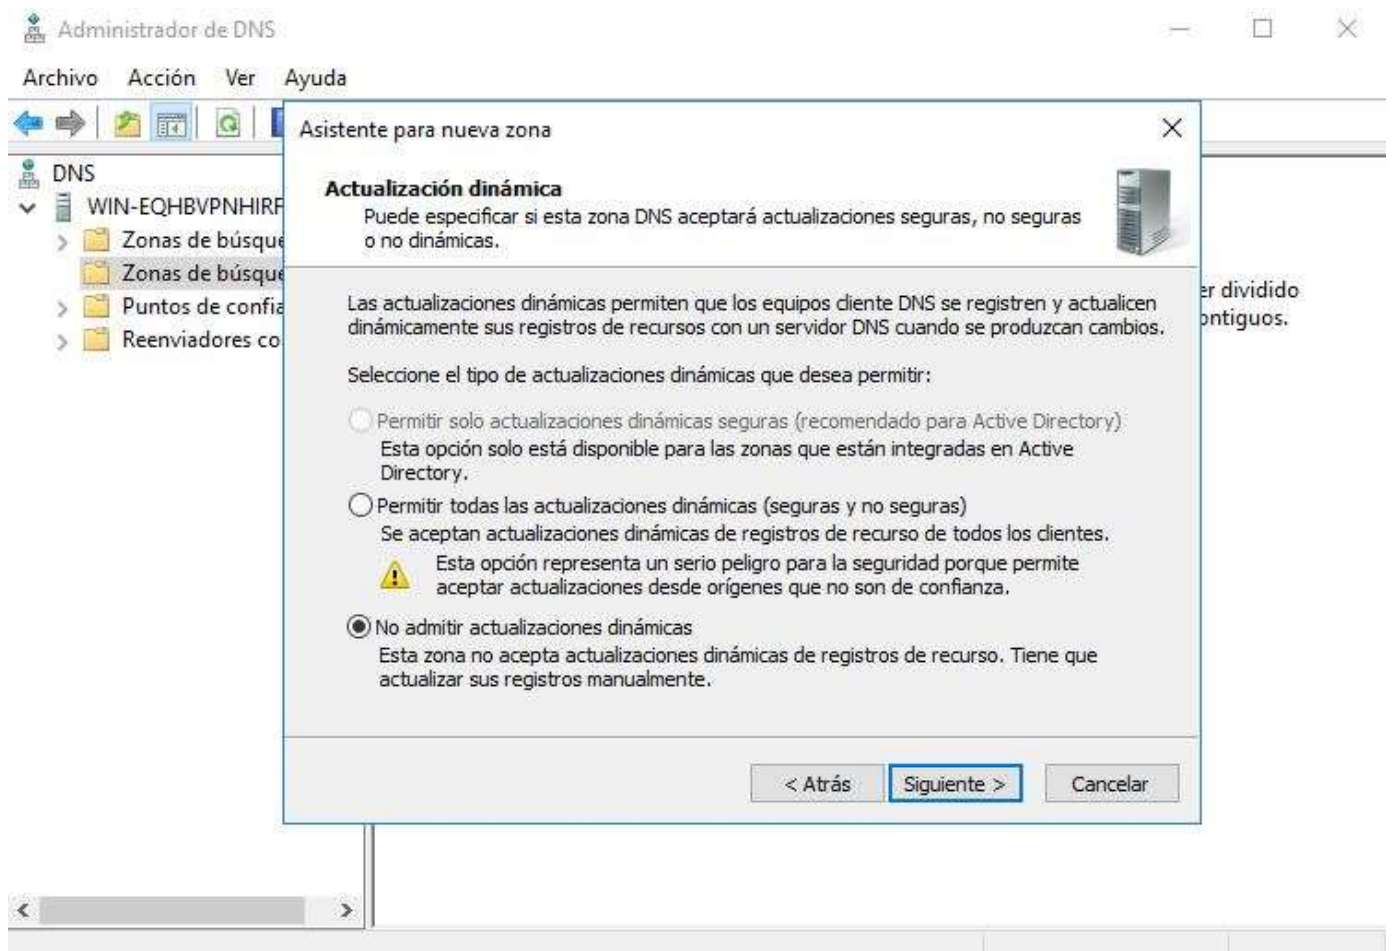 Administrador de DNS
Archivo Acción Ver Ayuda
DNS
WIN-EQHBVPNHIRF
Zonas de búsque
Zonas de búsque
Puntos de confia
Reenviadores co
Asistente para nueva zona
Actualización dinámica
Puede especificar si esta zona DNS aceptará actualizaciones seguras, no seguras
o no dinámicas.
Las actualizaciones dinámicas permiten que los equipos cliente DNS se registren y actualicen
dinámicamente sus registros de recursos con un servidor DNS cuando se produzcan cambios.
Seleccione el tipo de actualizaciones dinámicas que desea permitir:
Permitir solo actualizaciones dinámicas seguras (recomendado para Active Directory)
Esta opción solo está disponible para las zonas que están integradas en Active
Directory.
Permitir todas las actualizaciones dinámicas (seguras y no seguras)
Se aceptan actualizaciones dinámicas de registros de recurso de todos los clientes.
Esta opción representa un serio peligro para la seguridad porque permite
aceptar actualizaciones desde orígenes que no son de confianza.
No admitir actualizaciones dinámicas
Esta zona no acepta actualizaciones dinámicas de registros de recurso. Tiene que
actualizar sus registros manualmente.
< Atrás Siguiente > Cancelar
er dividido
ontiguos.